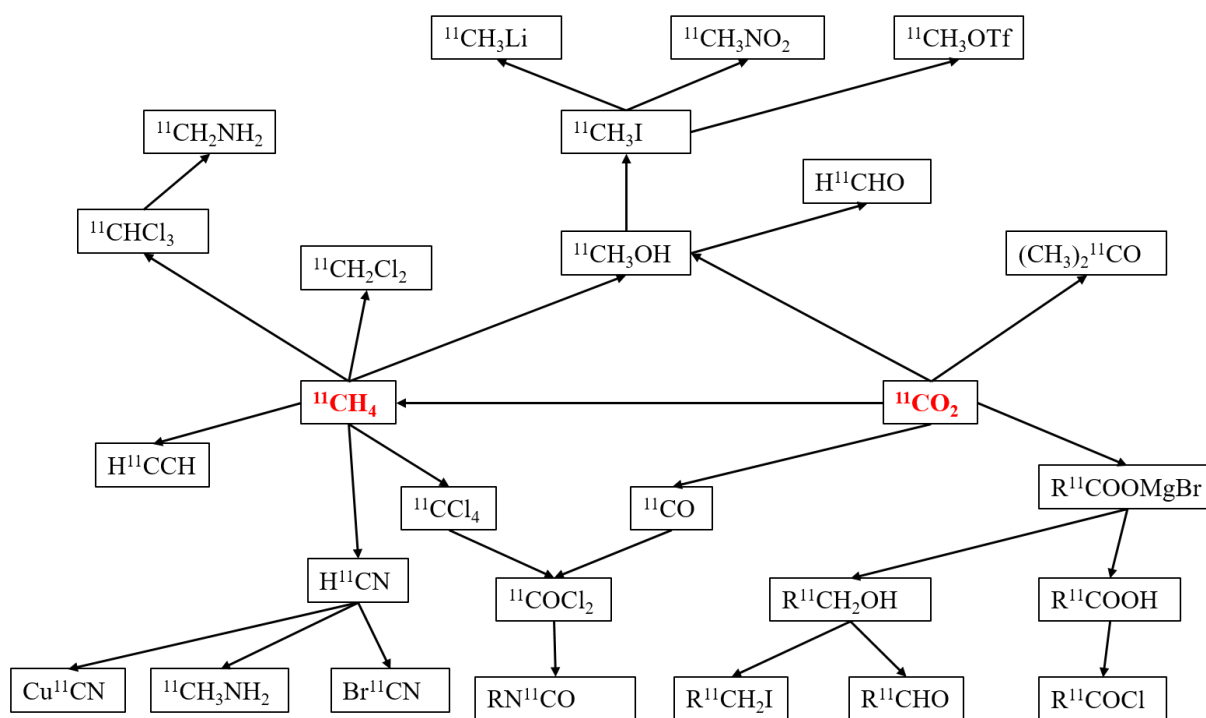 ¹¹CH₃Li
¹¹CH₃NO₂
¹¹CH₃OTf
¹¹CH₂NH₂
¹¹CH₃I
H¹¹CHO
¹¹CHCl₃
¹¹CH₂Cl₂
¹¹CH₃OH
(CH₃)₂¹¹CO
¹¹CH₄
¹¹CO₂
H¹¹CCH
¹¹CCl₄
¹¹CO
R¹¹COOMgBr
H¹¹CN
¹¹COCl₂
R¹¹CH₂OH
R¹¹COOH
Cu¹¹CN
¹¹CH₃NH₂
Br¹¹CN
RN¹¹CO
R¹¹CH₂I
R¹¹CHO
R¹¹COCl